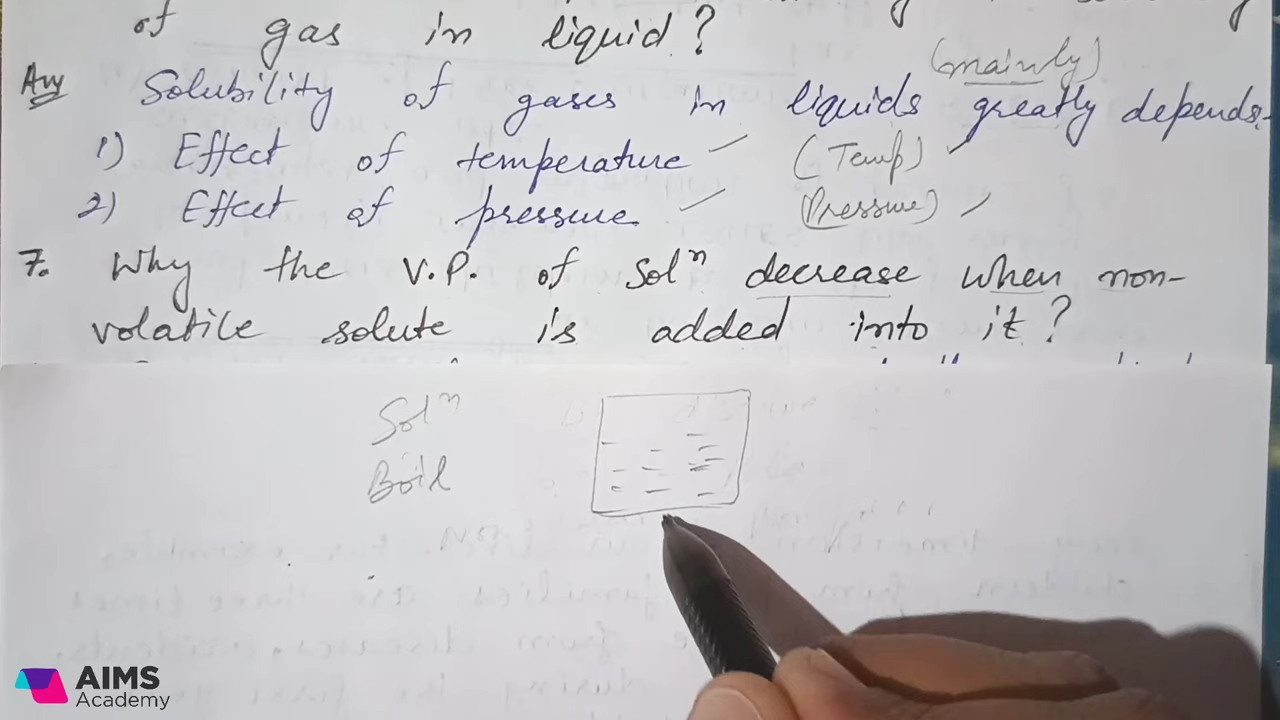 of gas in liquid?
(mainly)
Ans Solubility of gases in liquids greatly depends.
1) Effect of temperature (Temp)
2) Effect of pressure (Pressure)
7. Why the V.P. of Solⁿ decrease when non-
volatile solute is added into it?
Solⁿ
Boil
AIMS
Academy